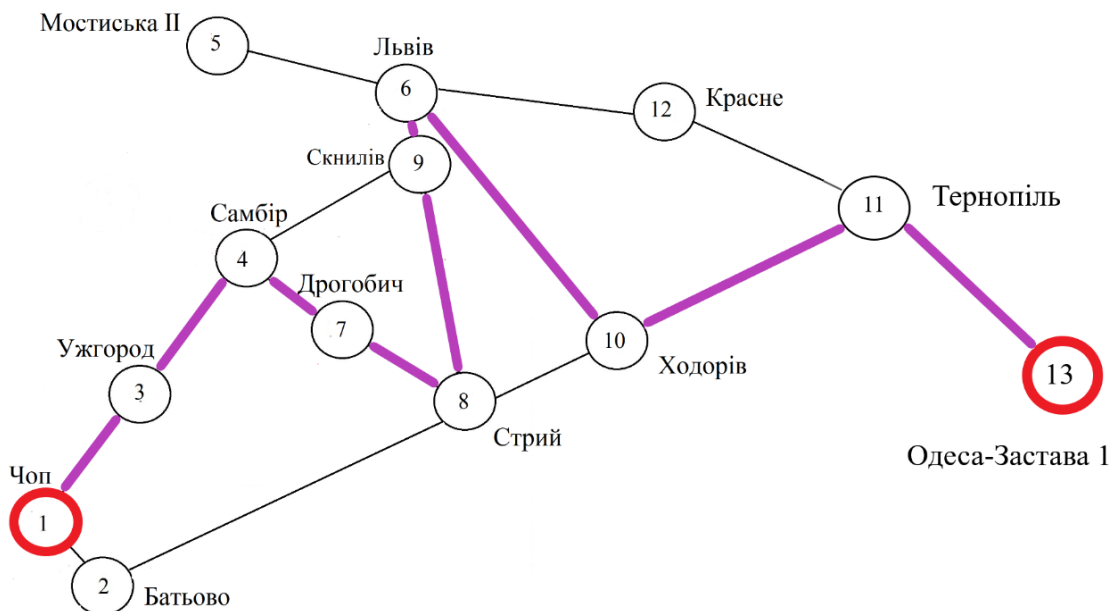 Мостиська ІІ
5
Львів
6
12
Красне
Скнилів
9
11
Тернопіль
Самбір
4
Дрогобич
7
10
Ходорів
Ужгород
3
8
Стрий
13
Одеса-Застава 1
Чоп
1
2
Батьово